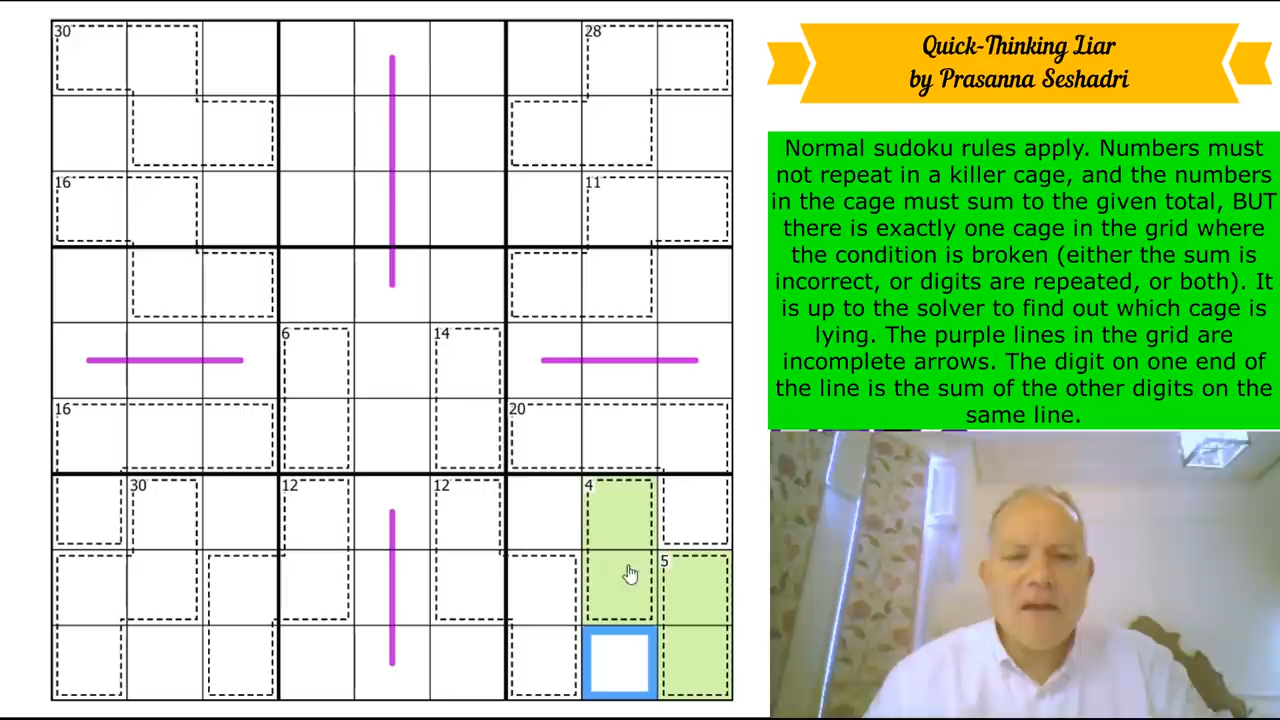 Quick-Thinking Liar
by Prasanna Seshadri
Normal sudoku rules apply. Numbers must
not repeat in a killer cage, and the numbers
in the cage must sum to the given total, BUT
there is exactly one cage in the grid where
the condition is broken (either the sum is
incorrect, or digits are repeated, or both). It
is up to the solver to find out which cage is
lying. The purple lines in the grid are
incomplete arrows. The digit on one end of
the line is the sum of the other digits on the
same line.
30
28
16
11
6
14
16
20
30
12
12
4
5